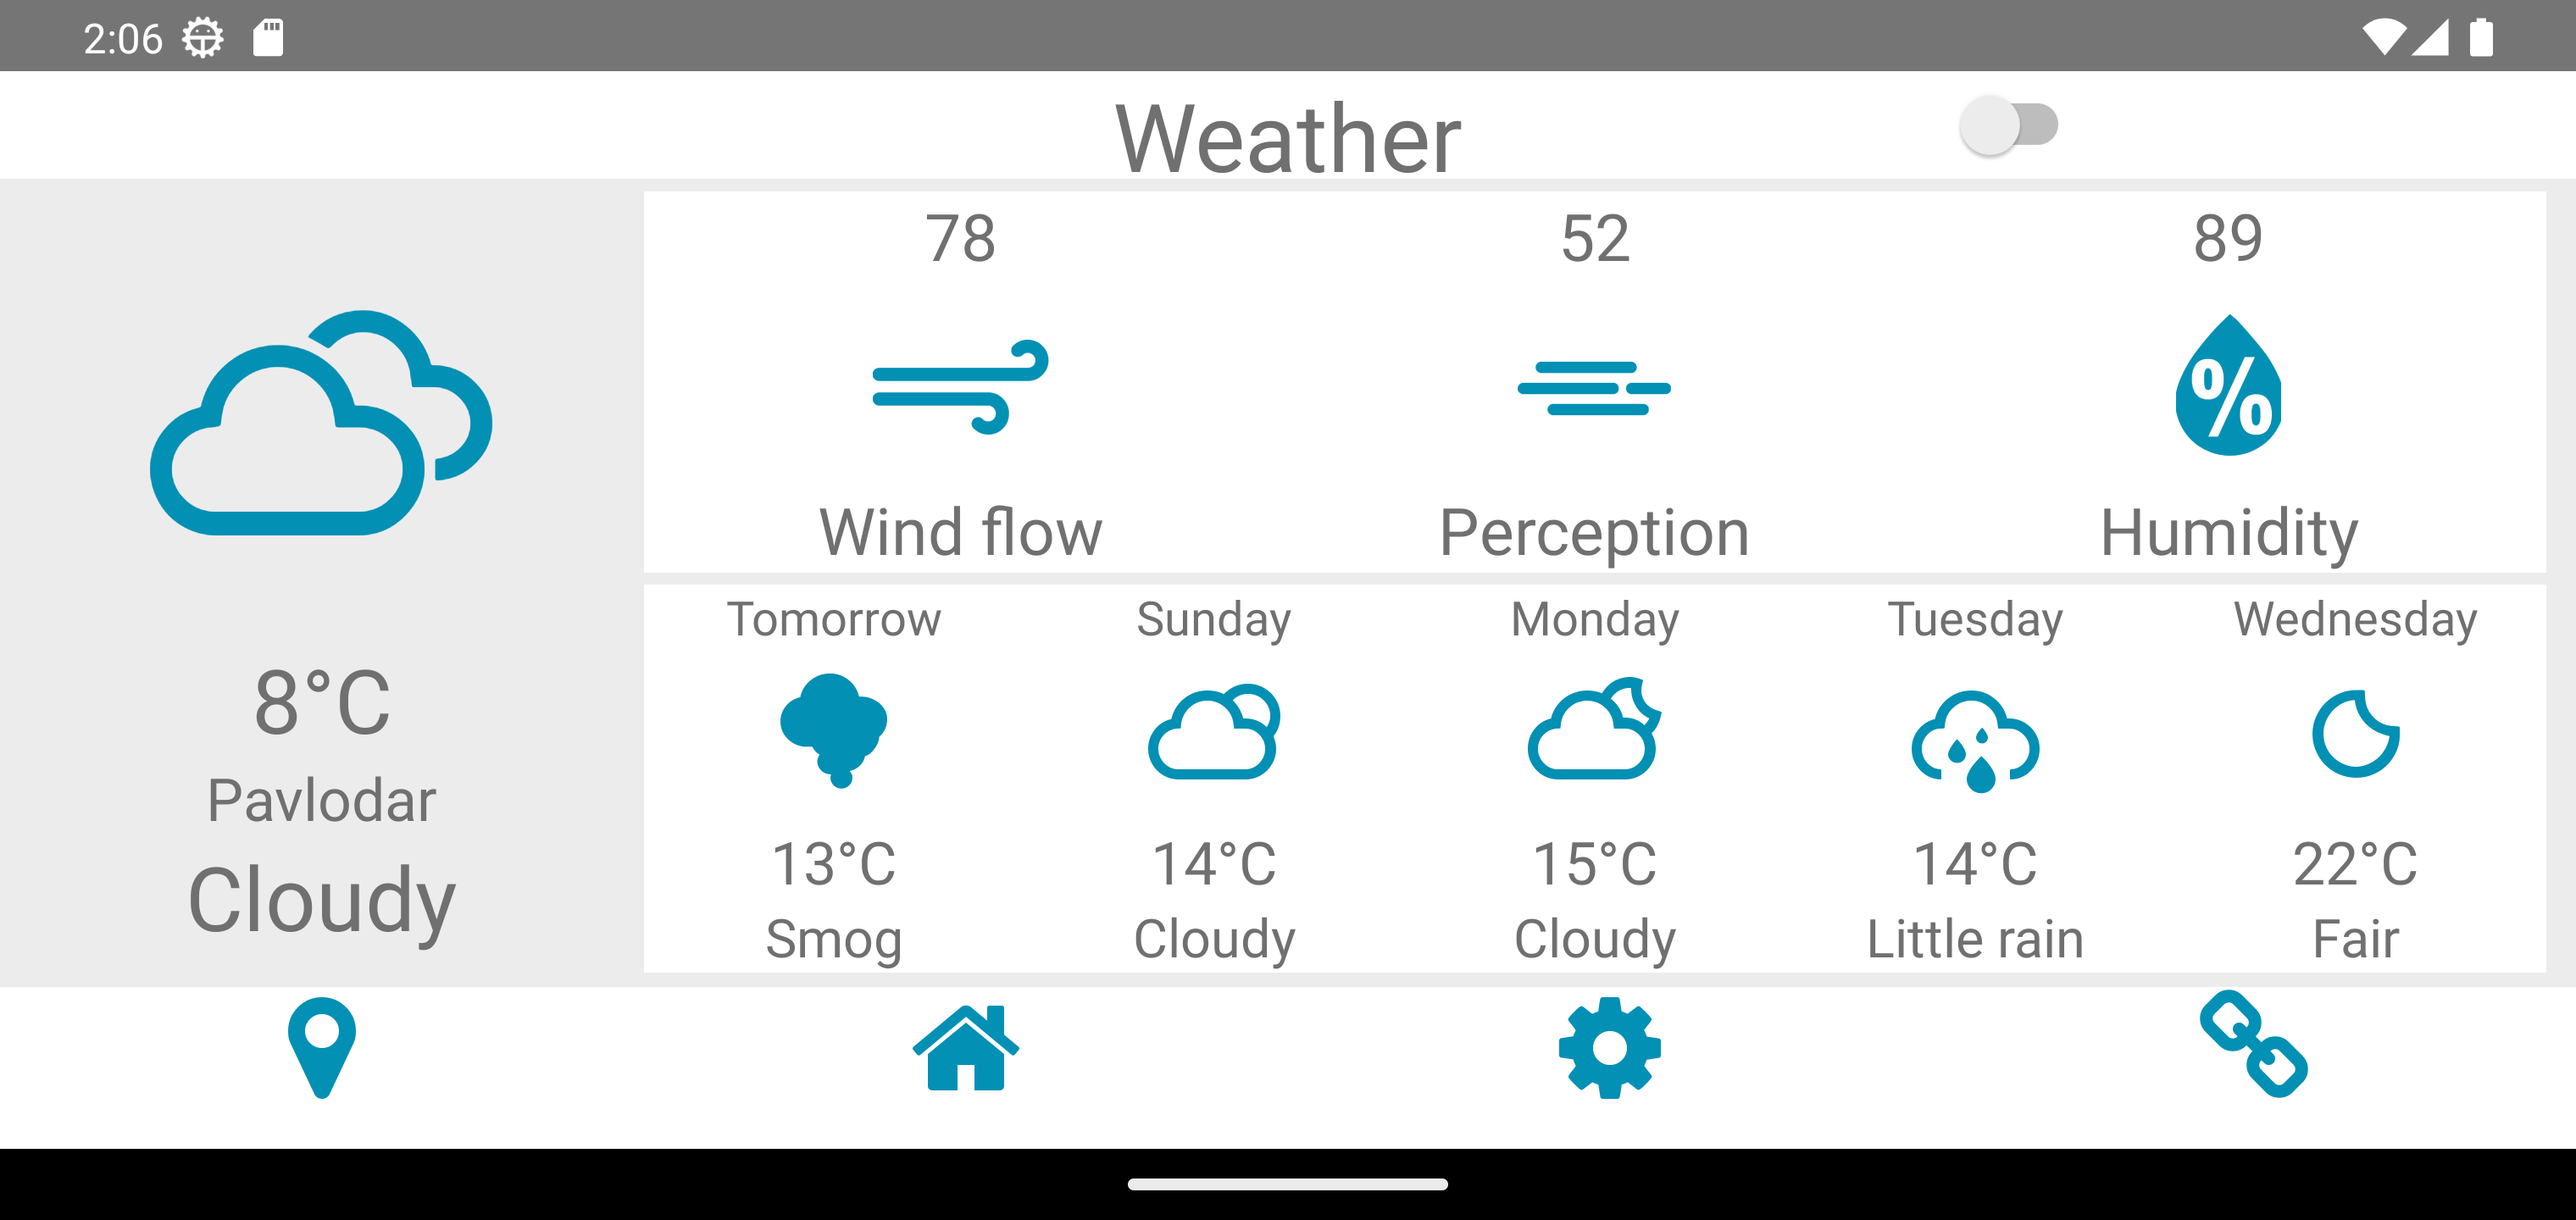 2:06
Weather
78 52 89
%
Wind flow Perception Humidity
Tomorrow Sunday Monday Tuesday Wednesday
8°C
Pavlodar
Cloudy
13°C 14°C 15°C 14°C 22°C
Smog Cloudy Cloudy Little rain Fair